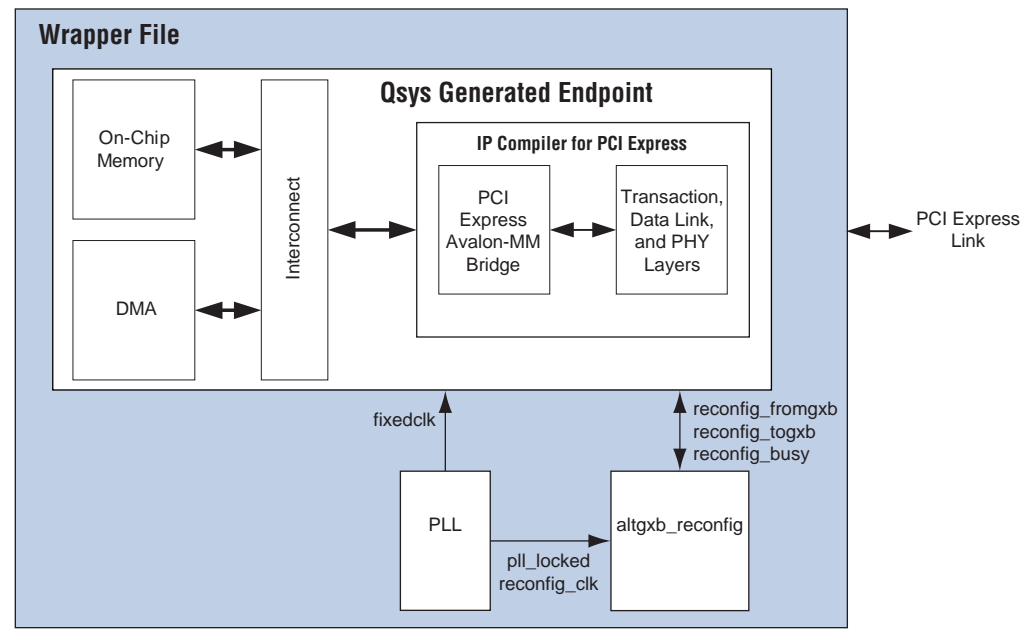 Wrapper File
Qsys Generated Endpoint
On-Chip
Memory
DMA
Interconnect
IP Compiler for PCI Express
PCI
Express
Avalon-MM
Bridge
Transaction,
Data Link,
and PHY
Layers
PCI Express
Link
fixedclk
reconfig_fromgxb
reconfig_togxb
reconfig_busy
PLL
altgxb_reconfig
pll_locked
reconfig_clk